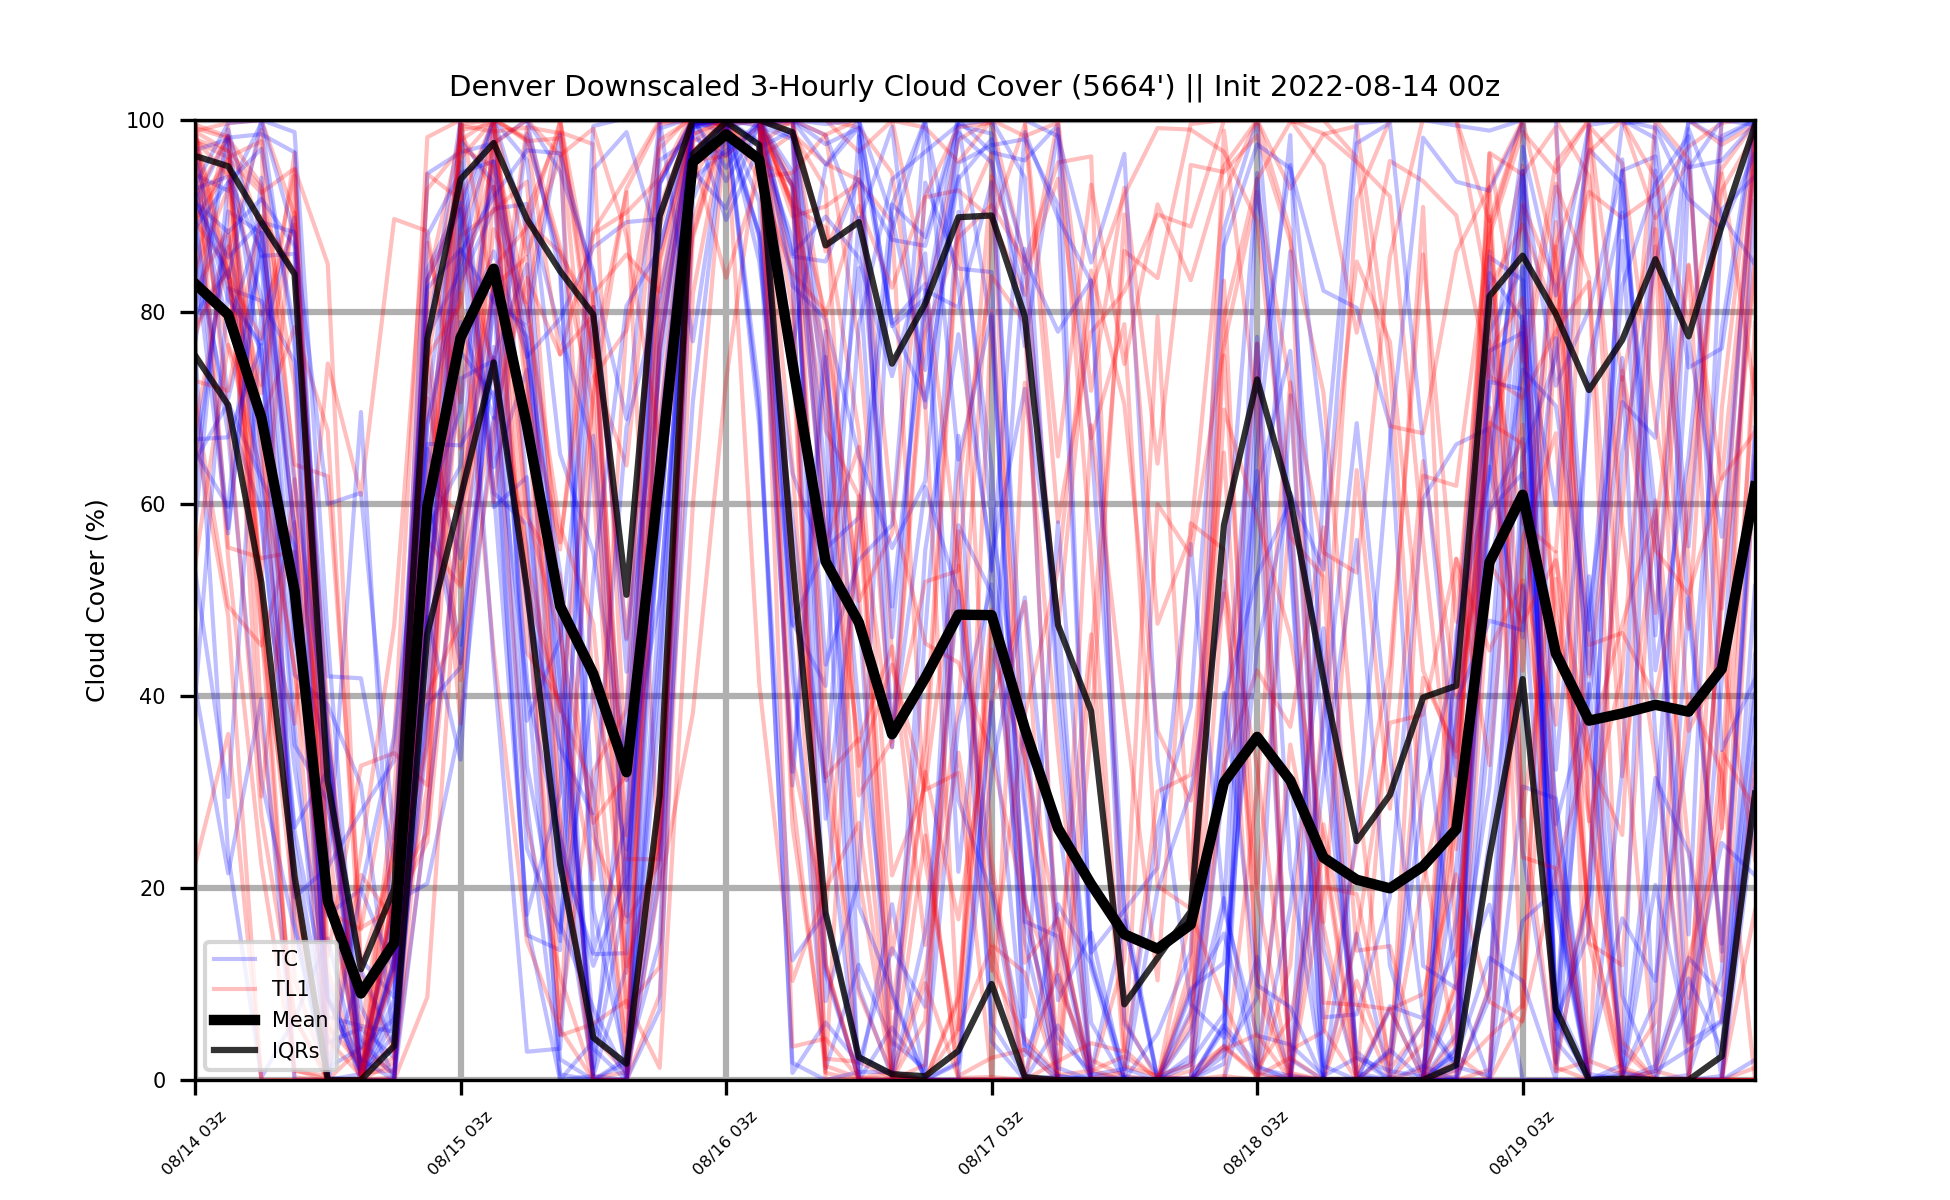 Denver Downscaled 3-Hourly Cloud Cover (5664') || Init 2022-08-14 00z
Cloud Cover (%)
100
80
60
40
20
0
TC
TL1
Mean
IQRs
08/14 03z
08/15 03z
08/16 03z
08/17 03z
08/18 03z
08/19 03z